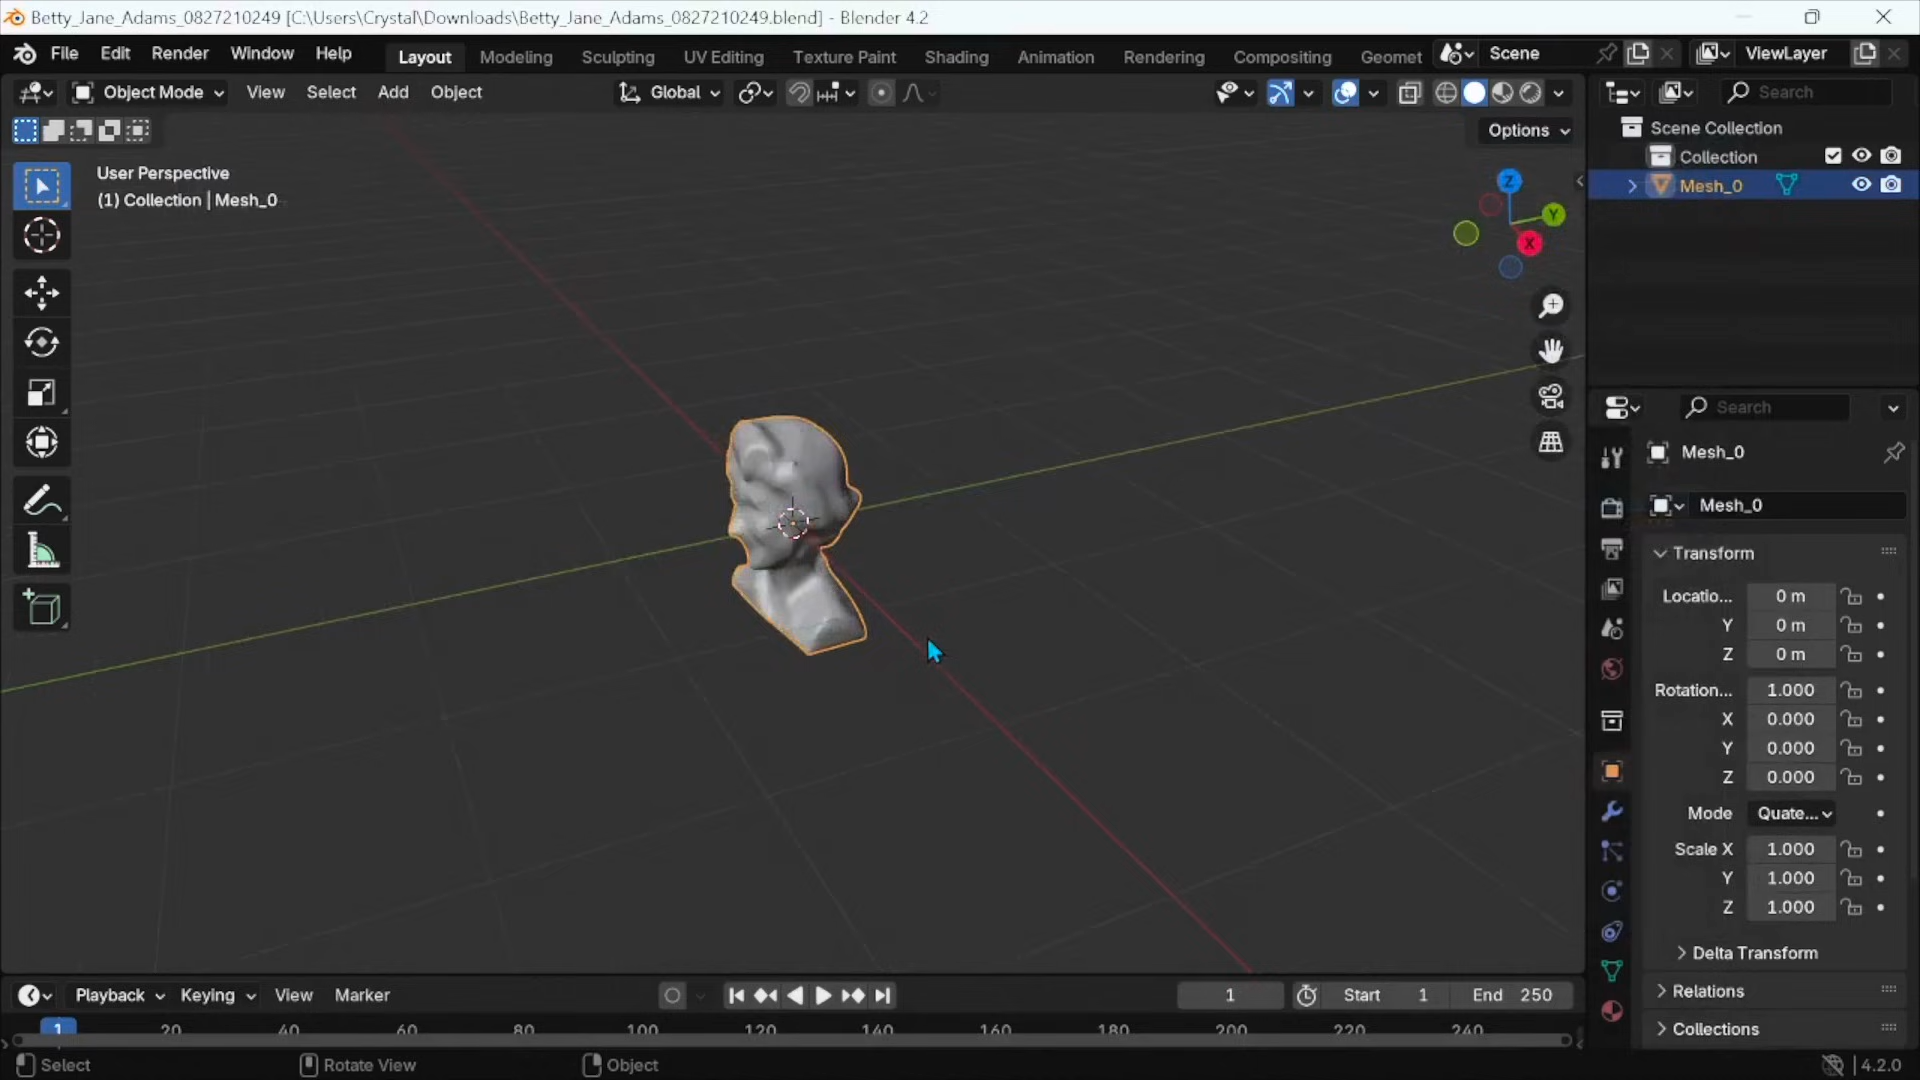 Betty_Jane_Adams_0827210249 [C:\Users\Crystal\Downloads\Betty_Jane_Adams_0827210249.blend] - Blender 4.2
File Edit Render Window Help Layout Modeling Sculpting UV Editing Texture Paint Shading Animation Rendering Compositing Geomet Scene ViewLayer
Object Mode View Select Add Object Global Search
Options
Scene Collection
Collection
Mesh_0
User Perspective
(1) Collection | Mesh_0
Z
Y
X
Search
Mesh_0
Mesh_0
Transform
Locatio... 0 m
Y 0 m
Z 0 m
Rotation... 1.000
X 0.000
Y 0.000
Z 0.000
Mode Quate...
Scale X 1.000
Y 1.000
Z 1.000
Delta Transform
Relations
Collections
Playback Keying View Marker 1 Start 1 End 250
1 20 40 60 80 100 120 140 160 180 200 220 240
Select Rotate View Object 4.2.0